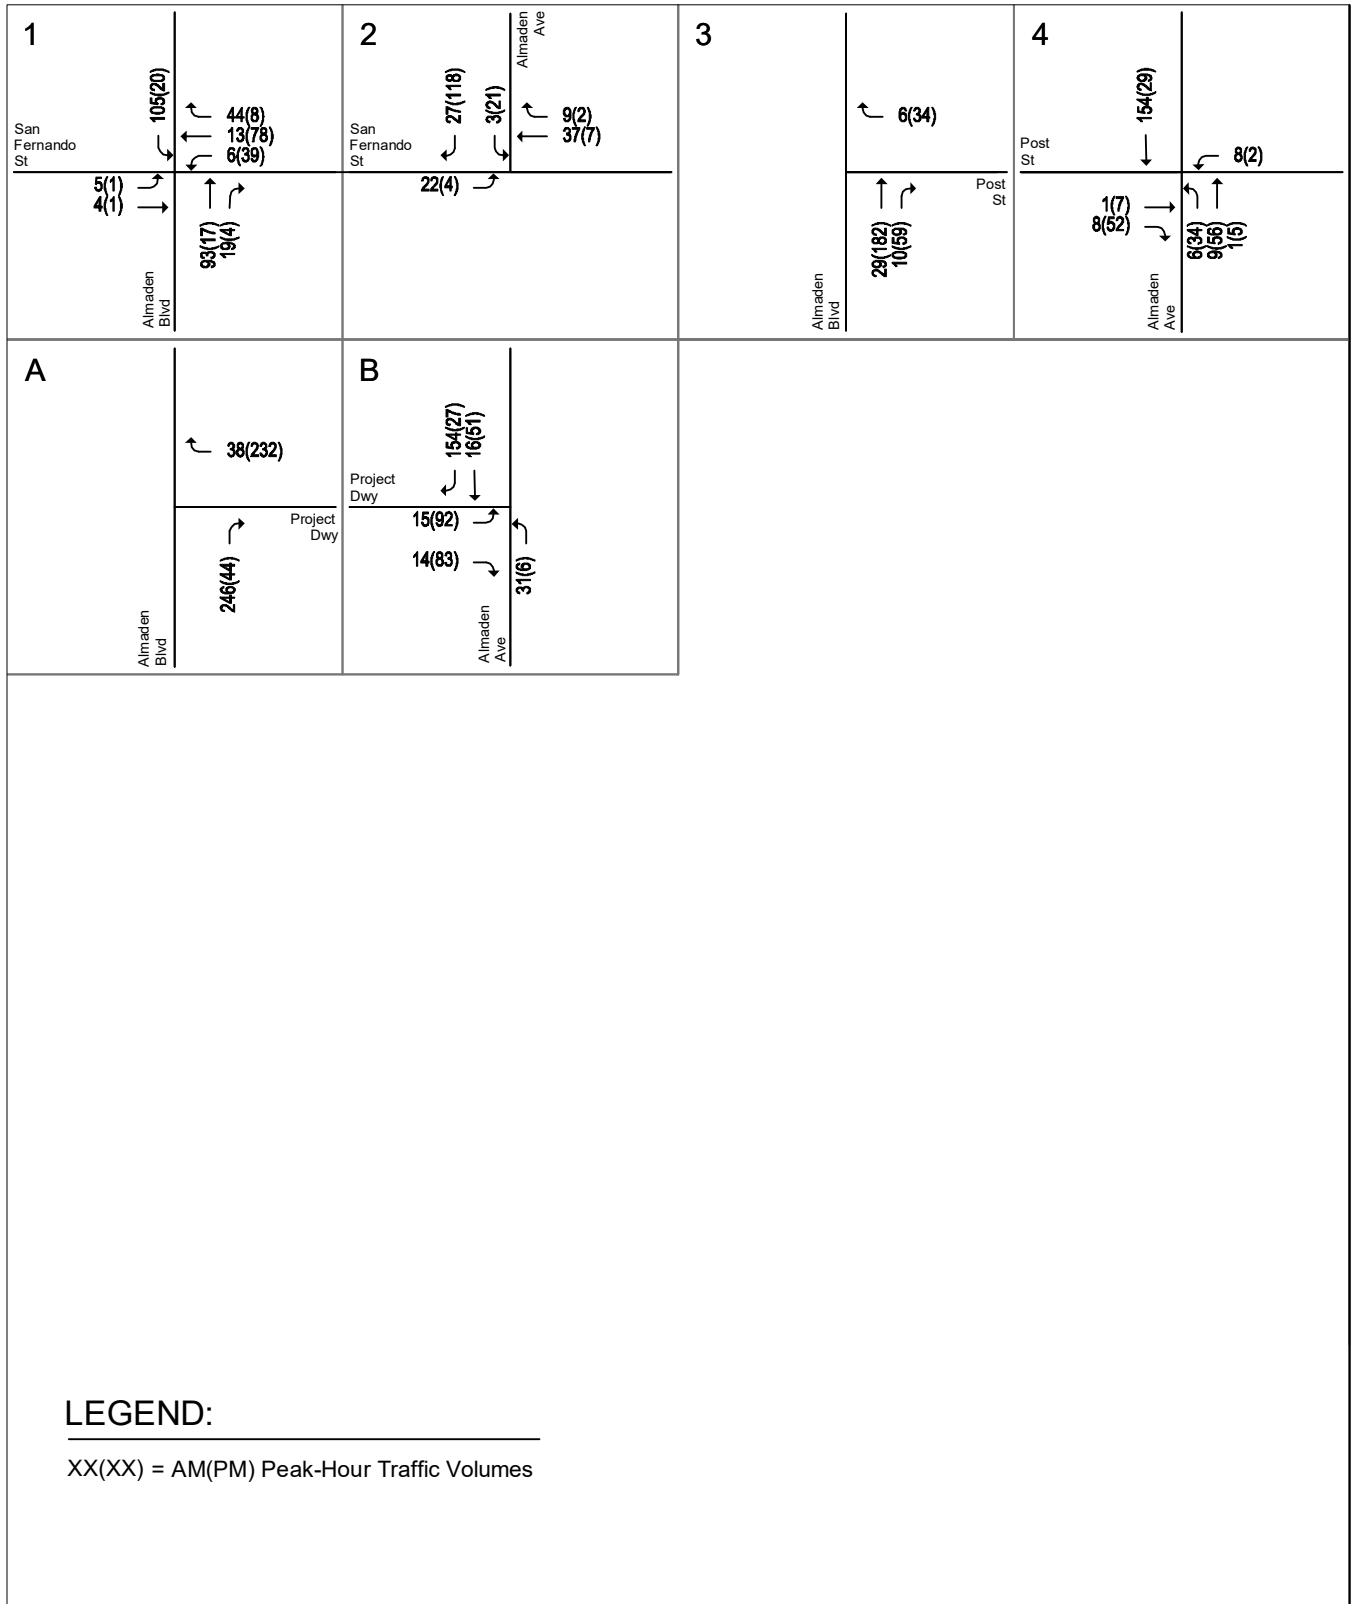 1
105(20)
44(8)
13(78)
6(39)
San
Fernando
St
5(1)
4(1)
93(17)
19(4)
Almaden
Blvd
2
Almaden
Ave
27(118)
3(21)
9(2)
37(7)
San
Fernando
St
22(4)
3
6(34)
Post
St
29(182)
10(59)
Almaden
Blvd
4
154(29)
Post
St
8(2)
1(7)
8(52)
6(34)
9(56)
1(5)
Almaden
Ave
A
38(232)
Project
Dwy
246(44)
Almaden
Blvd
B
154(27)
16(51)
Project
Dwy
15(92)
14(83)
31(6)
Almaden
Ave
LEGEND:
XX(XX) = AM(PM) Peak-Hour Traffic Volumes